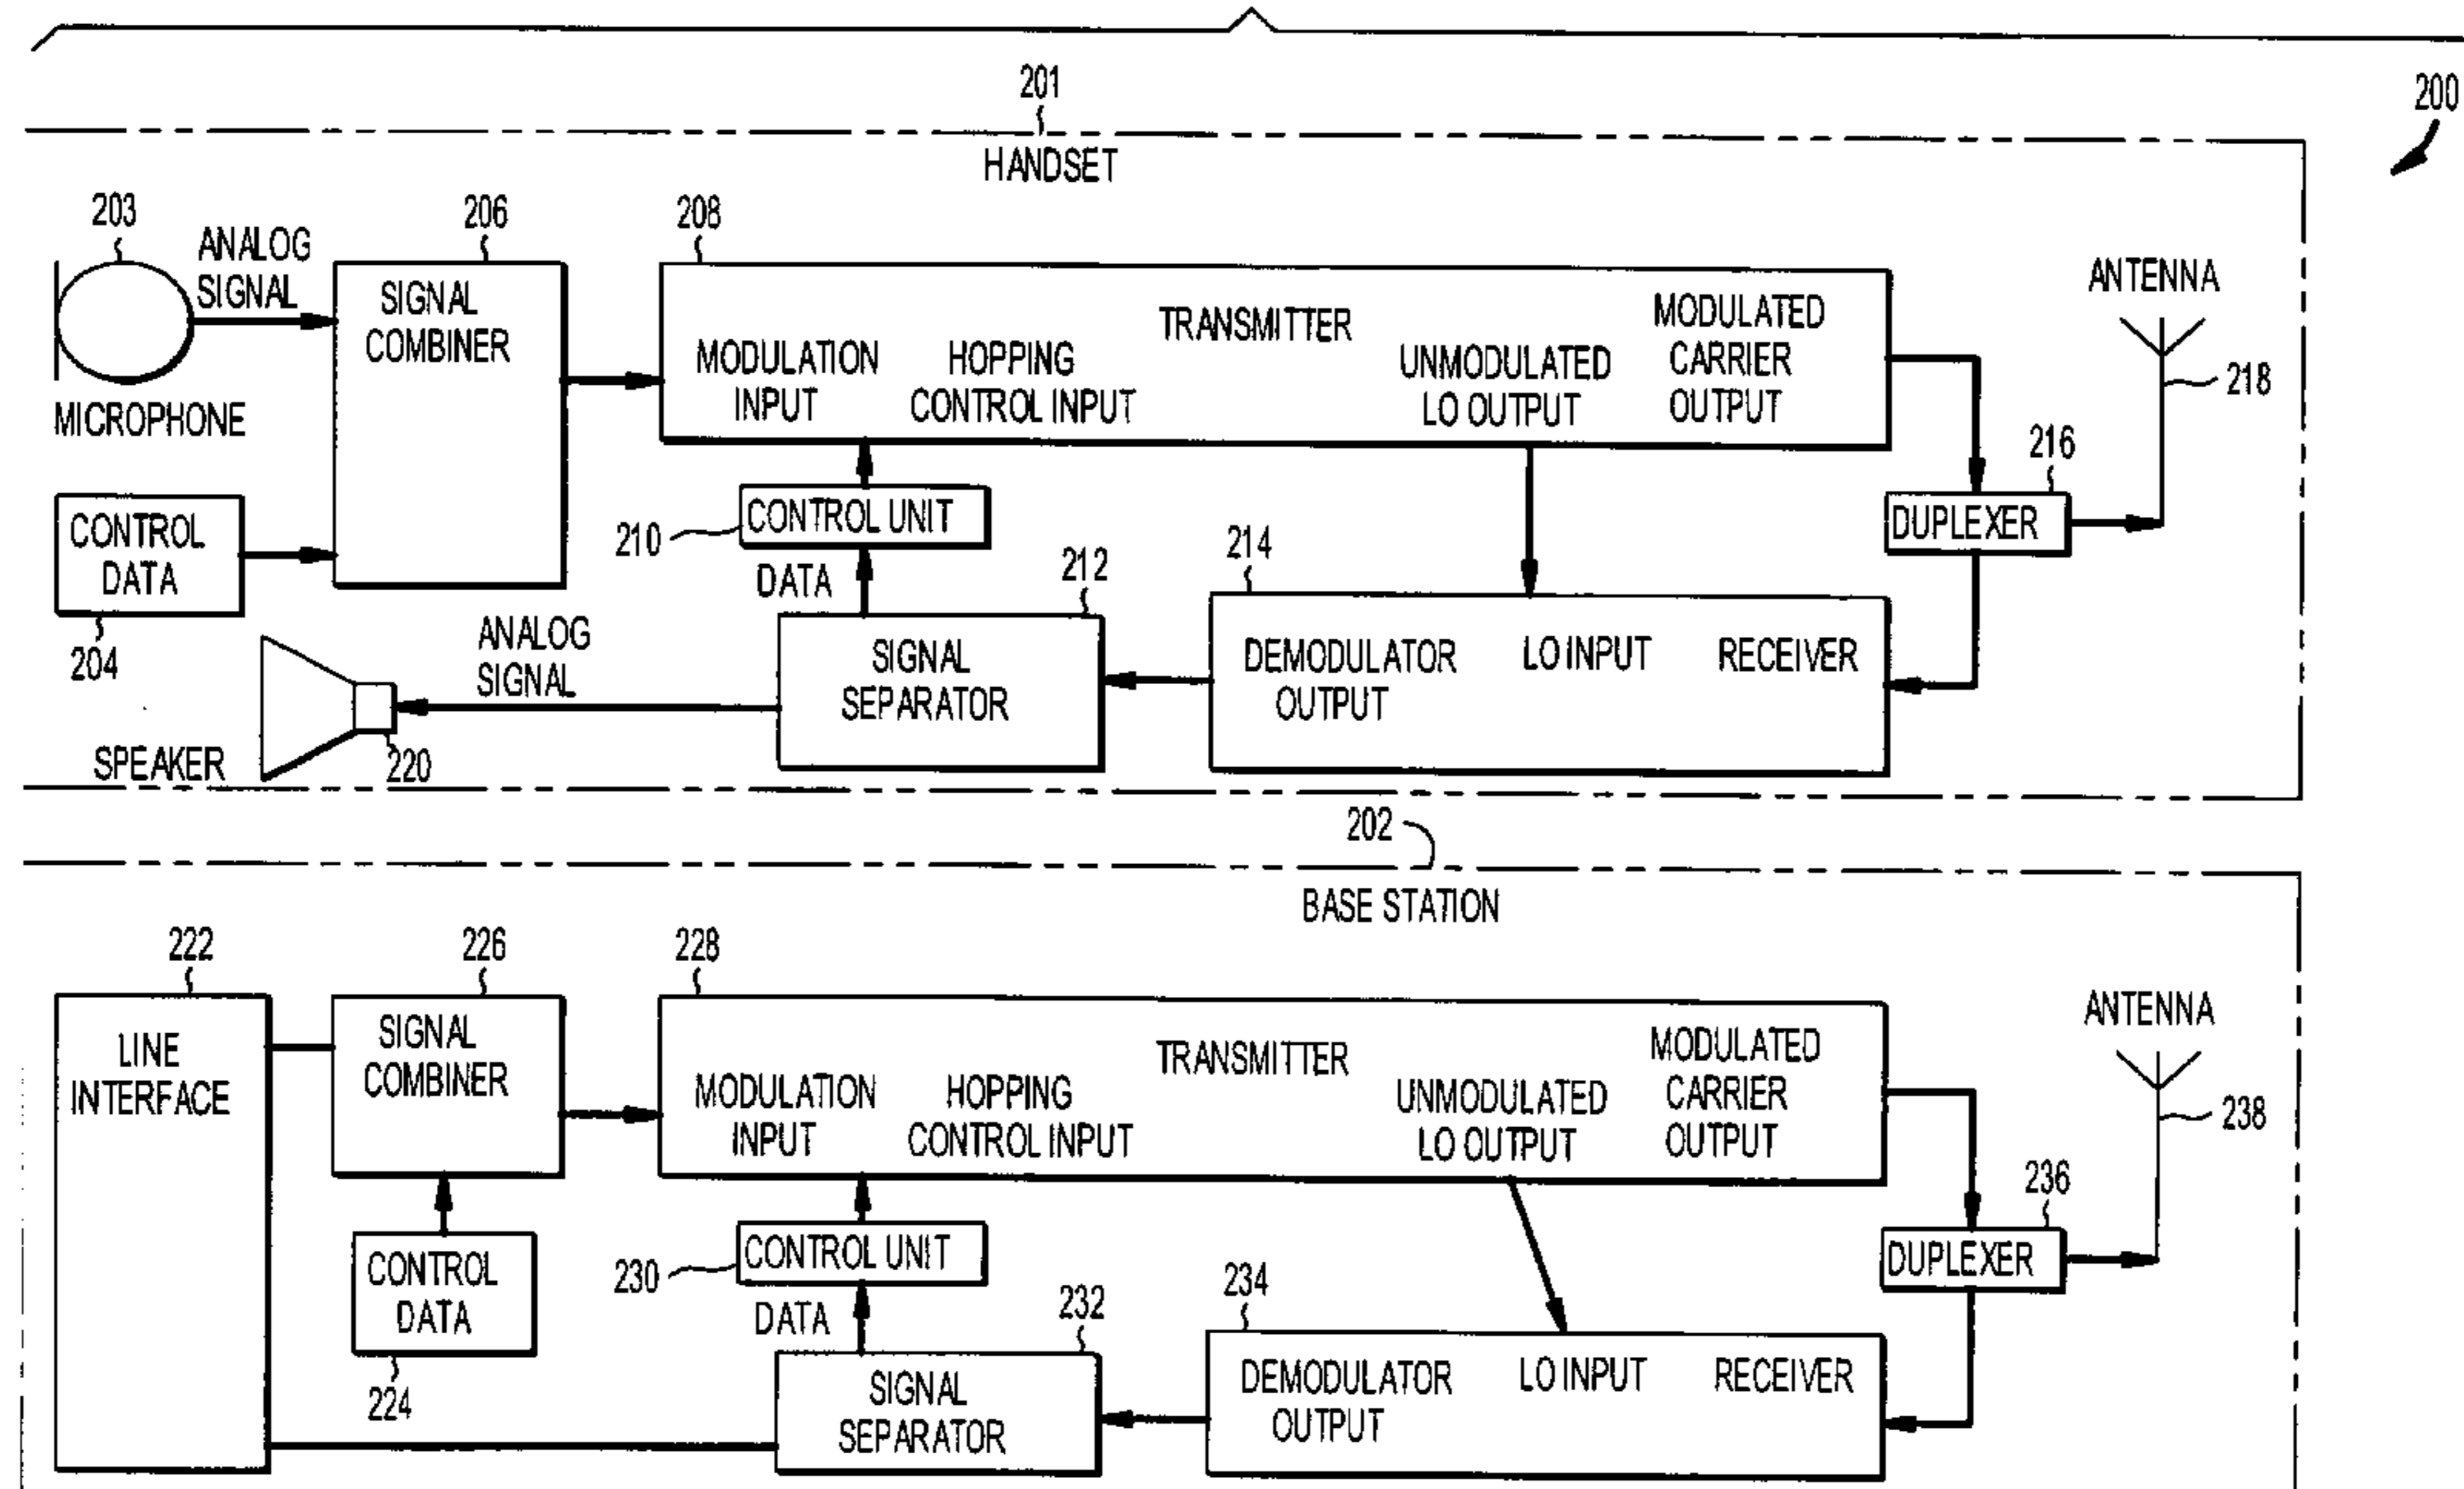 201
200
HANDSET
203
ANALOG
SIGNAL
206
SIGNAL
COMBINER
208
TRANSMITTER
MODULATION
INPUT
HOPPING
CONTROL INPUT
UNMODULATED
LO OUTPUT
MODULATED
CARRIER
OUTPUT
ANTENNA
218
MICROPHONE
216
DUPLEXER
CONTROL
DATA
204
210
CONTROL UNIT
DATA
212
SIGNAL
SEPARATOR
214
DEMODULATOR
OUTPUT
LO INPUT
RECEIVER
ANALOG
SIGNAL
SPEAKER
220
202
BASE STATION
222
LINE
INTERFACE
226
SIGNAL
COMBINER
228
TRANSMITTER
MODULATION
INPUT
HOPPING
CONTROL INPUT
UNMODULATED
LO OUTPUT
MODULATED
CARRIER
OUTPUT
ANTENNA
238
236
DUPLEXER
CONTROL
DATA
224
230
CONTROL UNIT
DATA
232
SIGNAL
SEPARATOR
234
DEMODULATOR
OUTPUT
LO INPUT
RECEIVER